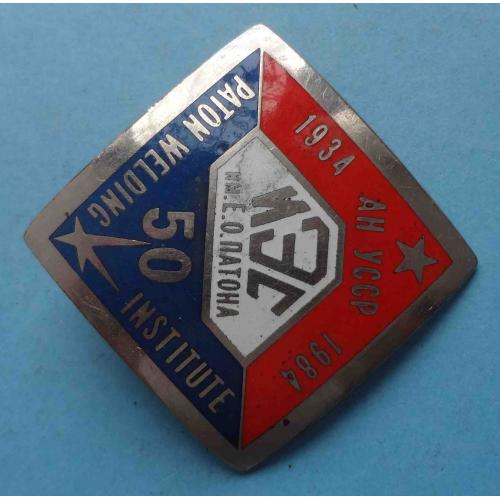 1934 АН УССР 1984
ИЭС
ИМ. Е. О. ПАТОНА
50
PATON WELDING INSTITUTE